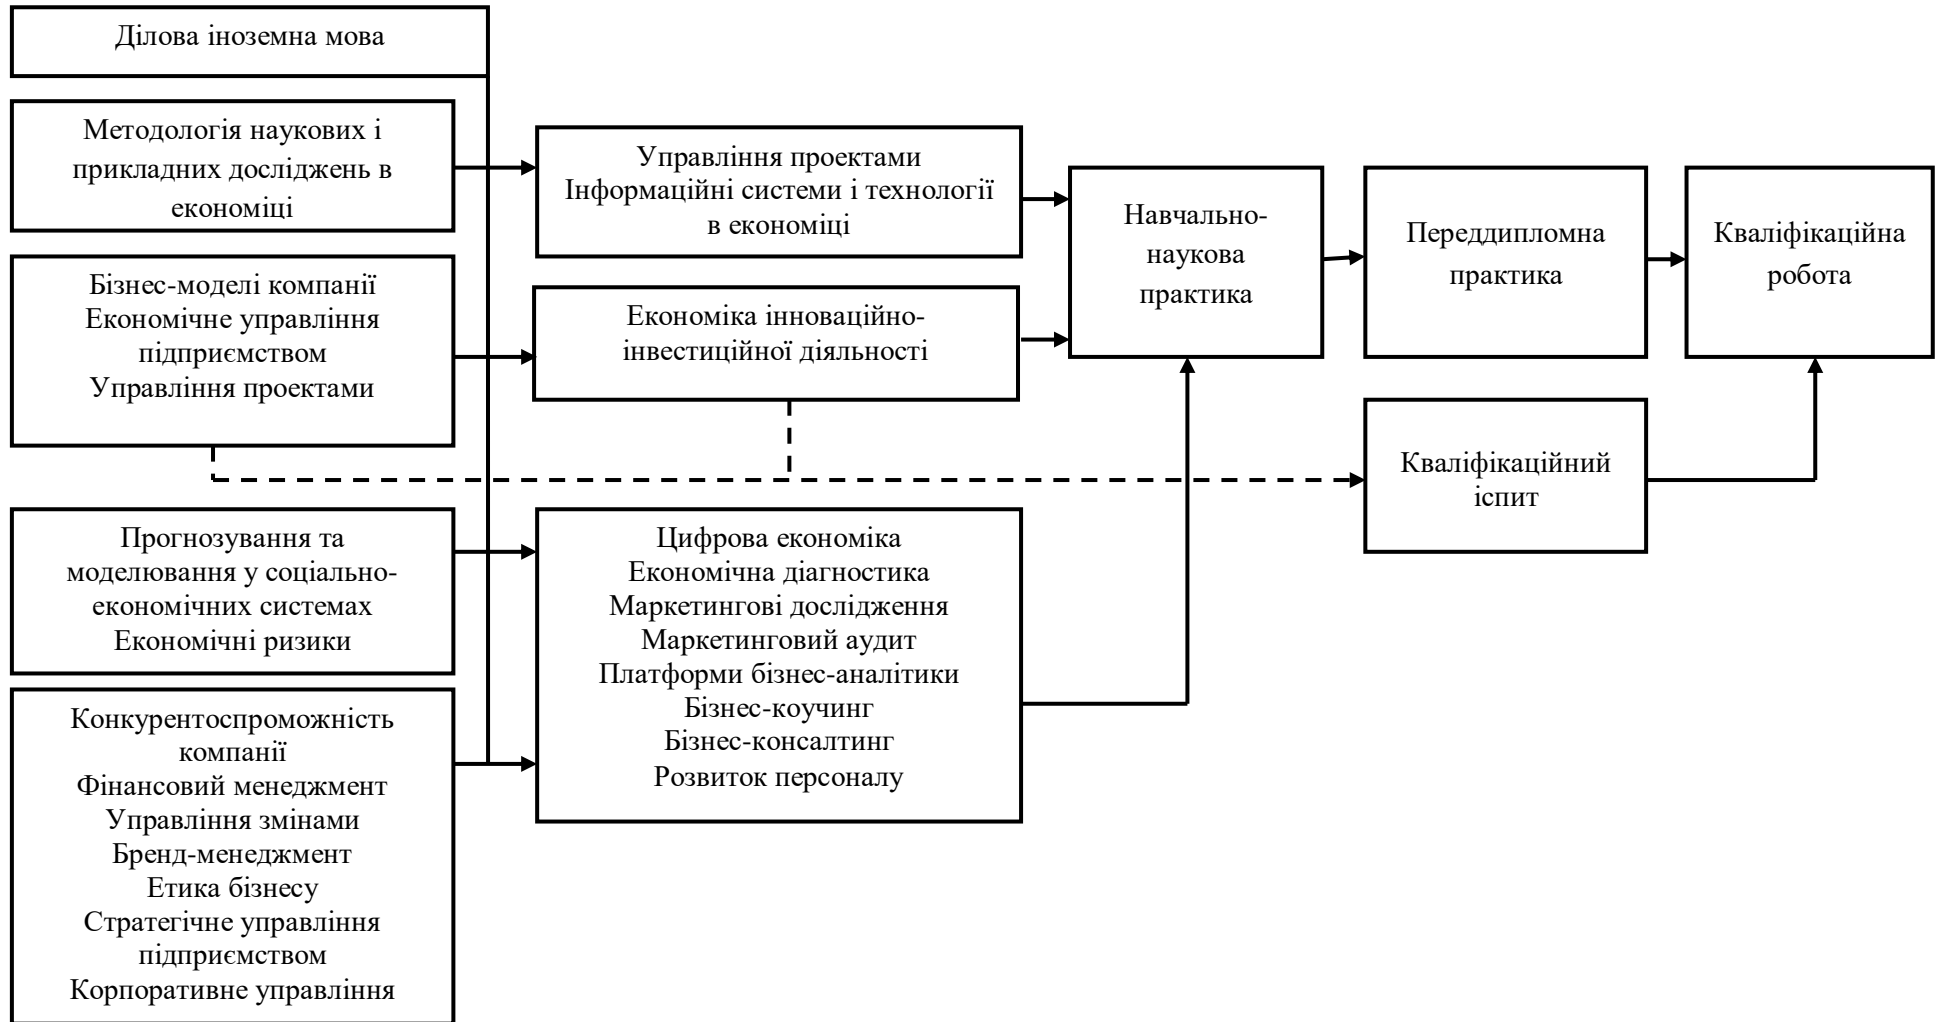 Ділова іноземна мова
Методологія наукових і
прикладних досліджень в
економіці
Бізнес-моделі компанії
Економічне управління
підприємством
Управління проектами
Прогнозування та
моделювання у соціально-
економічних системах
Економічні ризики
Конкурентоспроможність
компанії
Фінансовий менеджмент
Управління змінами
Бренд-менеджмент
Етика бізнесу
Стратегічне управління
підприємством
Корпоративне управління
Управління проектами
Інформаційні системи і технології
в економіці
Економіка інноваційно-
інвестиційної діяльності
Цифрова економіка
Економічна діагностика
Маркетингові дослідження
Маркетинговий аудит
Платформи бізнес-аналітики
Бізнес-коучинг
Бізнес-консалтинг
Розвиток персоналу
Навчально-
наукова
практика
Переддипломна
практика
Кваліфікаційний
іспит
Кваліфікаційна
робота